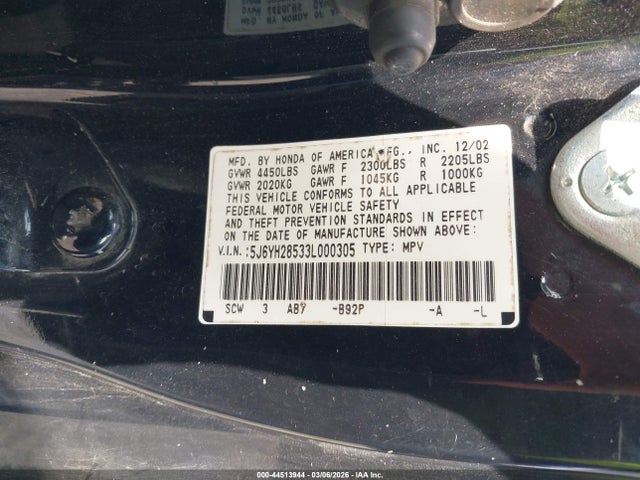 MFD. BY HONDA OF AMERICA MFG., INC. 12/02
GVWR 4450LBS GAWR F 2300LBS R 2205LBS
GVWR 2020KG GAWR F 1045KG R 1000KG
THIS VEHICLE CONFORMS TO ALL APPLICABLE
FEDERAL MOTOR VEHICLE SAFETY
AND THEFT PREVENTION STANDARDS IN EFFECT
ON THE DATE OF MANUFACTURE SHOWN ABOVE:
V.I.N.:5J6YH28533L000305 TYPE: MPV
SCW 3 AB7 -B92P -A -L
000-44513944 | 03/06/2026 | IAA Inc.